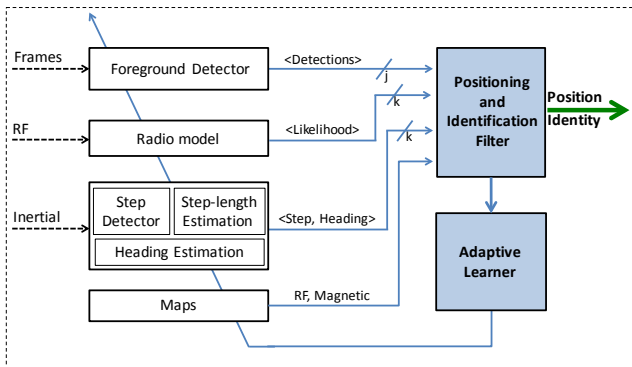 Frames
Foreground Detector
<Detections>
j
Positioning
and
Identification
Filter
Position
Identity
RF
Radio model
<Likelihood>
k
k
Inertial
Step
Detector
Step-length
Estimation
Heading Estimation
<Step, Heading>
Adaptive
Learner
Maps
RF, Magnetic